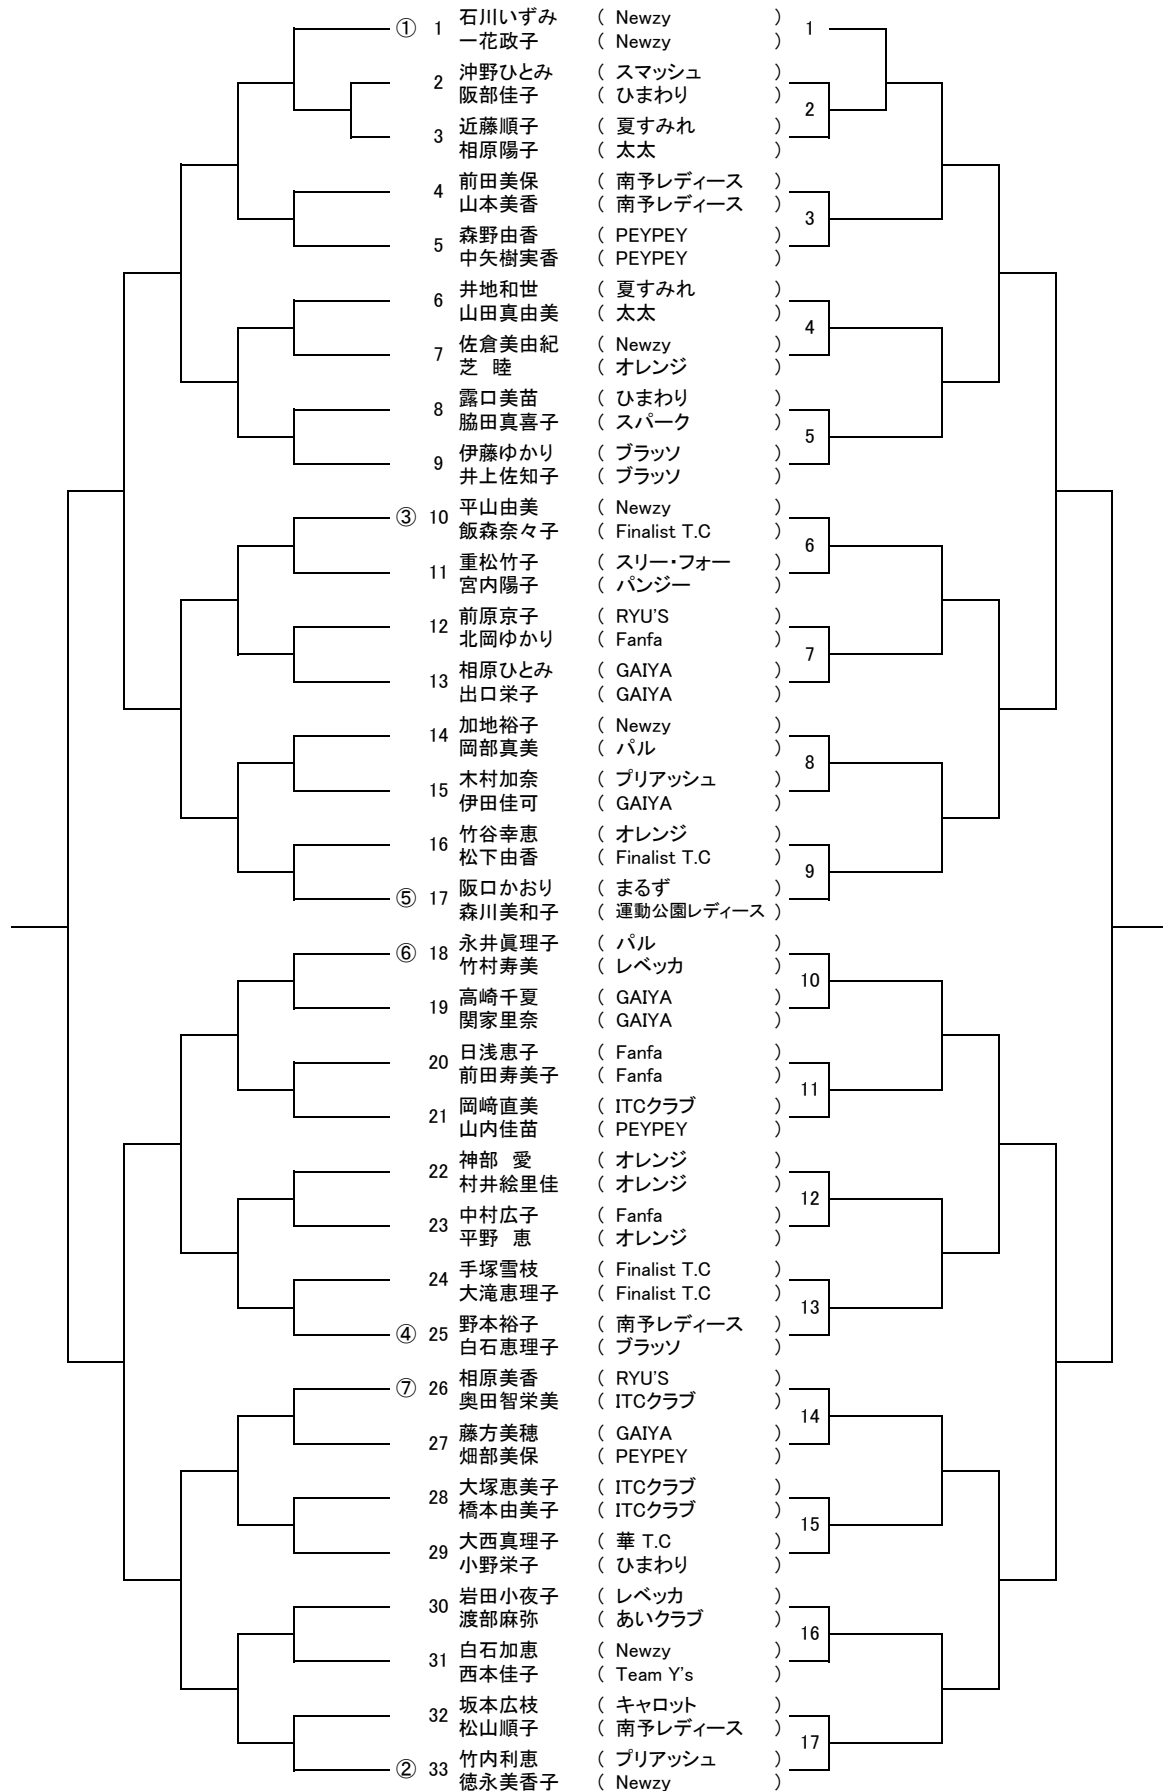 ① 1 石川いずみ ( Newzy ) 1
一花政子 ( Newzy )
2 沖野ひとみ ( スマッシュ )
阪部佳子 ( ひまわり ) 2
3 近藤順子 ( 夏すみれ )
相原陽子 ( 太太 )
4 前田美保 ( 南予レディース )
山本美香 ( 南予レディース ) 3
5 森野由香 ( PEYPEY )
中矢樹実香 ( PEYPEY )
6 井地和世 ( 夏すみれ )
山田真由美 ( 太太 ) 4
7 佐倉美由紀 ( Newzy )
芝 睦 ( オレンジ )
8 露口美苗 ( ひまわり )
脇田真喜子 ( スパーク ) 5
9 伊藤ゆかり ( ブラッソ )
井上佐知子 ( ブラッソ )
③ 10 平山由美 ( Newzy )
飯森奈々子 ( Finalist T.C ) 6
11 重松竹子 ( スリー・フォー )
宮内陽子 ( パンジー )
12 前原京子 ( RYU'S )
北岡ゆかり ( Fanfa ) 7
13 相原ひとみ ( GAIYA )
出口栄子 ( GAIYA )
14 加地裕子 ( Newzy )
岡部真美 ( パル ) 8
15 木村加奈 ( プリアッシュ )
伊田佳可 ( GAIYA )
16 竹谷幸恵 ( オレンジ )
松下由香 ( Finalist T.C ) 9
⑤ 17 阪口かおり ( まるず )
森川美和子 ( 運動公園レディース )
⑥ 18 永井眞理子 ( パル )
竹村寿美 ( レベッカ ) 10
19 高崎千夏 ( GAIYA )
関家里奈 ( GAIYA )
20 日浅恵子 ( Fanfa )
前田寿美子 ( Fanfa ) 11
21 岡﨑直美 ( ITCクラブ )
山内佳苗 ( PEYPEY )
22 神部 愛 ( オレンジ )
村井絵里佳 ( オレンジ ) 12
23 中村広子 ( Fanfa )
平野 恵 ( オレンジ )
24 手塚雪枝 ( Finalist T.C )
大滝恵理子 ( Finalist T.C ) 13
④ 25 野本裕子 ( 南予レディース )
白石恵理子 ( ブラッソ )
⑦ 26 相原美香 ( RYU'S )
奥田智栄美 ( ITCクラブ ) 14
27 藤方美穂 ( GAIYA )
畑部美保 ( PEYPEY )
28 大塚恵美子 ( ITCクラブ )
橋本由美子 ( ITCクラブ ) 15
29 大西真理子 ( 華 T.C )
小野栄子 ( ひまわり )
30 岩田小夜子 ( レベッカ )
渡部麻弥 ( あいクラブ ) 16
31 白石加恵 ( Newzy )
西本佳子 ( Team Y's )
32 坂本広枝 ( キャロット )
松山順子 ( 南予レディース ) 17
② 33 竹内利恵 ( プリアッシュ )
徳永美香子 ( Newzy )